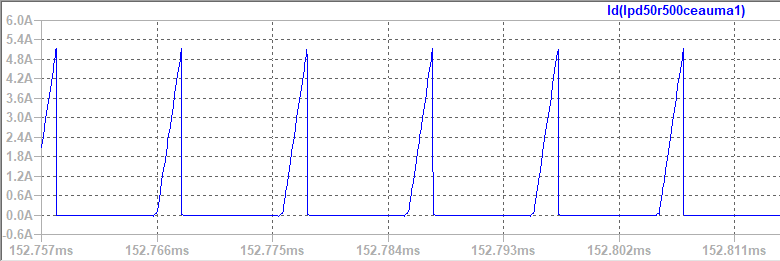 Id(Ipd50r500ceauma1)
6.0A
5.4A
4.8A
4.2A
3.6A
3.0A
2.4A
1.8A
1.2A
0.6A
0.0A
-0.6A
152.757ms 152.766ms 152.775ms 152.784ms 152.793ms 152.802ms 152.811ms